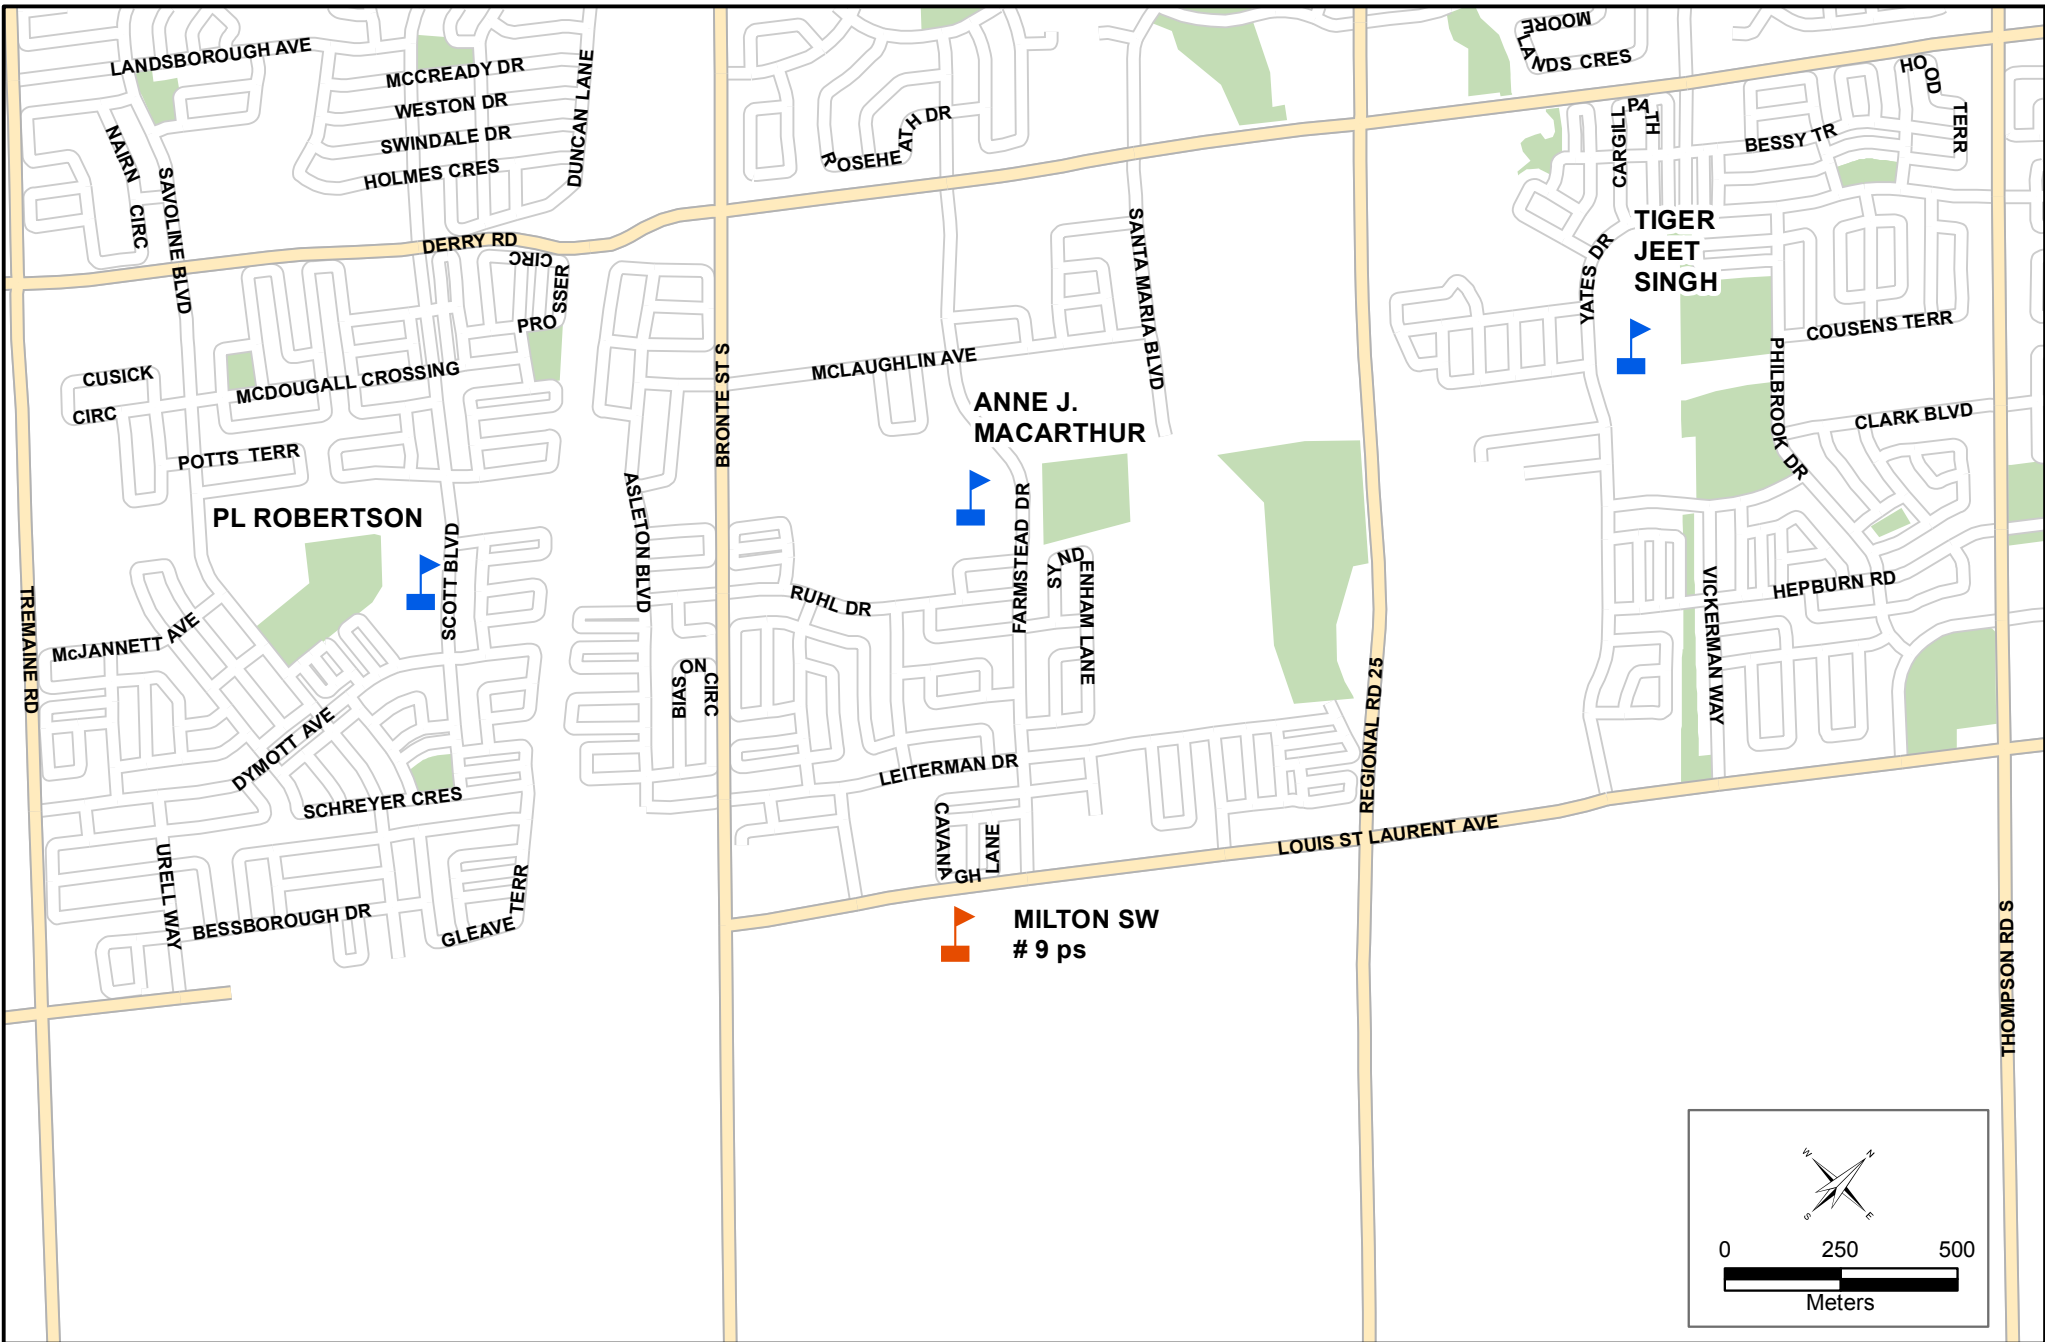 LANDSBOROUGH AVE
MCCREADY DR
WESTON DR
SWINDALE DR
HOLMES CRES
DUNCAN LANE
NAIRN CIRC
SAVOLINE BLVD
ROSEHEATH DR
MOORELANDS CRES
CARGILL PATH
BESSY TR
HOOD TERR
DERRY RD
PROSSER CIRC
SANTA MARIA BLVD
YATES DR
TIGER
JEET
SINGH
COUSENS TERR
PHILBROOK DR
CLARK BLVD
CUSICK
CIRC
MCDOUGALL CROSSING
POTTS TERR
BRONTE ST S
MCLAUGHLIN AVE
ANNE J.
MACARTHUR
PL ROBERTSON
SCOTT BLVD
ASLETON BLVD
FARMSTEAD DR
SYNDENHAM LANE
RUHL DR
HEPBURN RD
VICKERMAN WAY
TREMAINE RD
McJANNETT AVE
BIASON CIRC
REGIONAL RD 25
DYMOTT AVE
SCHREYER CRES
LEITERMAN DR
CAVANAGH LANE
LOUIS ST LAURENT AVE
URELL WAY
BESSBOROUGH DR
GLEAVE TERR
MILTON SW
# 9 ps
THOMPSON RD S
W N
S E
0 250 500
Meters